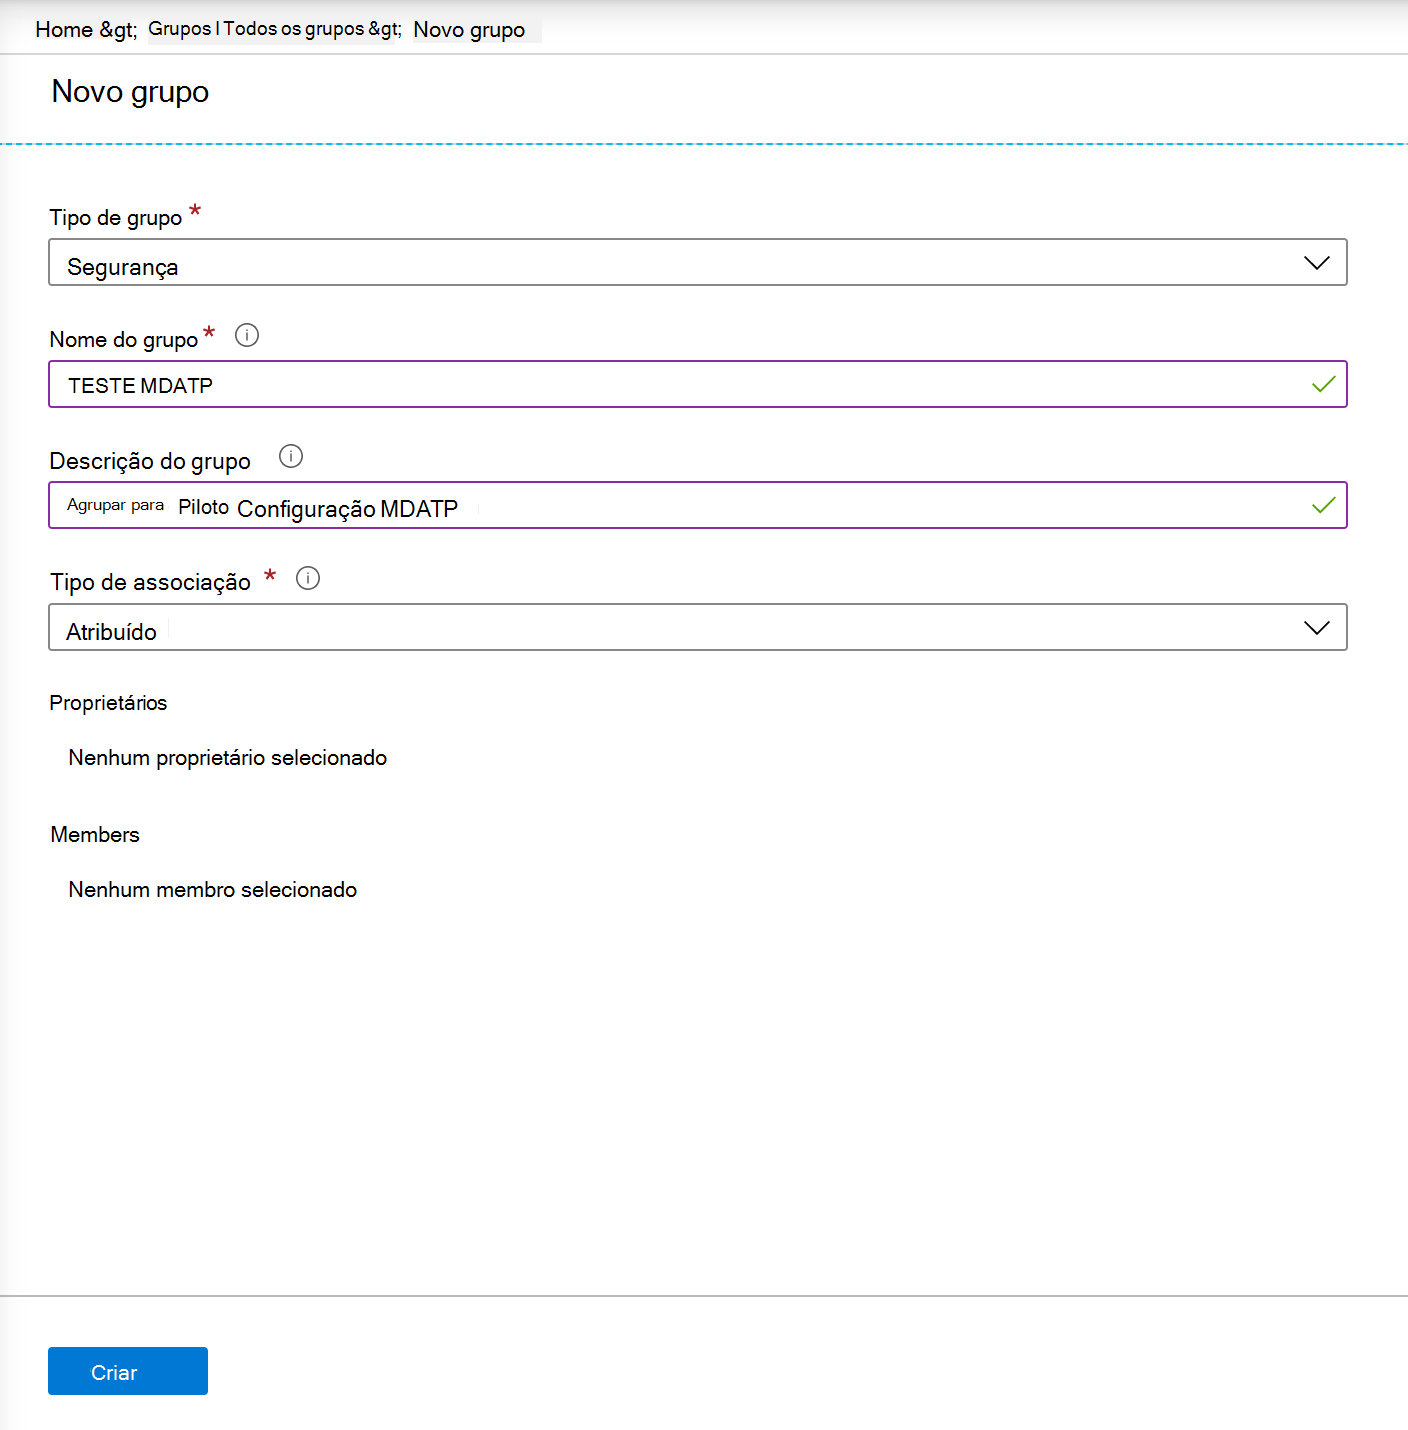 Home &gt; Grupos | Todos os grupos &gt; Novo grupo
Novo grupo
Tipo de grupo *
Segurança
Nome do grupo *
TESTE MDATP
Descrição do grupo
Agrupar para Piloto Configuração MDATP
Tipo de associação *
Atribuído
Proprietários
Nenhum proprietário selecionado
Members
Nenhum membro selecionado
Criar